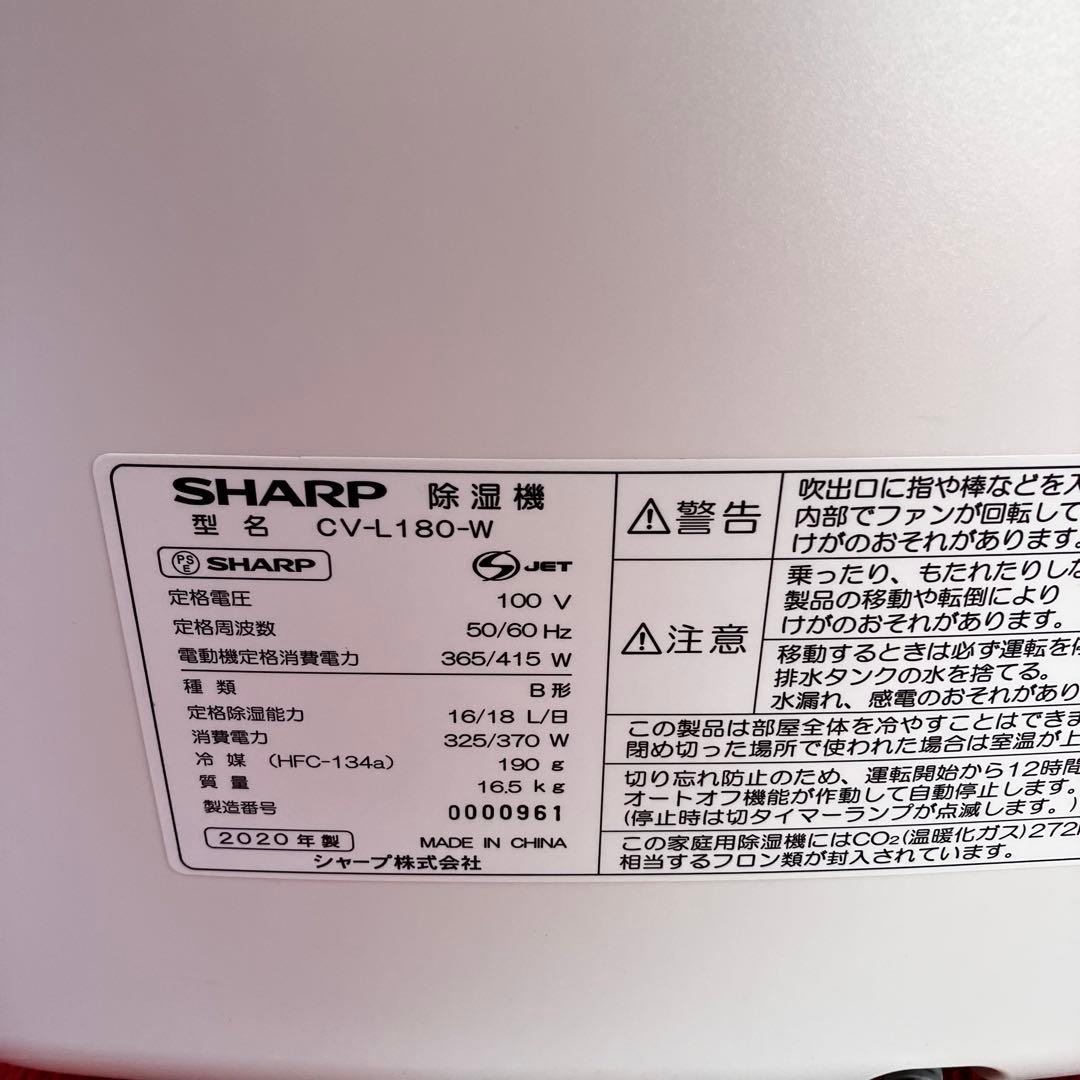 SHARP 除湿機
型名 CV-L180-W
PS E SHARP
S JET
定格電圧 100 V
定格周波数 50/60 Hz
電動機定格消費電力 365/415 W
種類 B形
定格除湿能力 16/18 L/日
消費電力 325/370 W
冷媒 (HFC-134a) 190 g
質量 16.5 kg
製造番号 0000961
2020年製 MADE IN CHINA
シャープ株式会社
警告
吹出口に指や棒などを入
内部でファンが回転して
けがのおそれがあります。
注意
乗ったり、もたれたりしな
製品の移動や転倒により
けがのおそれがあります。
移動するときは必ず運転を停
排水タンクの水を捨てる。
水漏れ、感電のおそれがあり
この製品は部屋全体を冷やすことはできま
閉め切った場所で使われた場合は室温が上
切り忘れ防止のため、運転開始から12時間
オートオフ機能が作動して自動停止します。
(停止時は切タイマーランプが点滅します。)
この家庭用除湿機にはCO₂(温暖化ガス)272
相当するフロン類が封入されています。